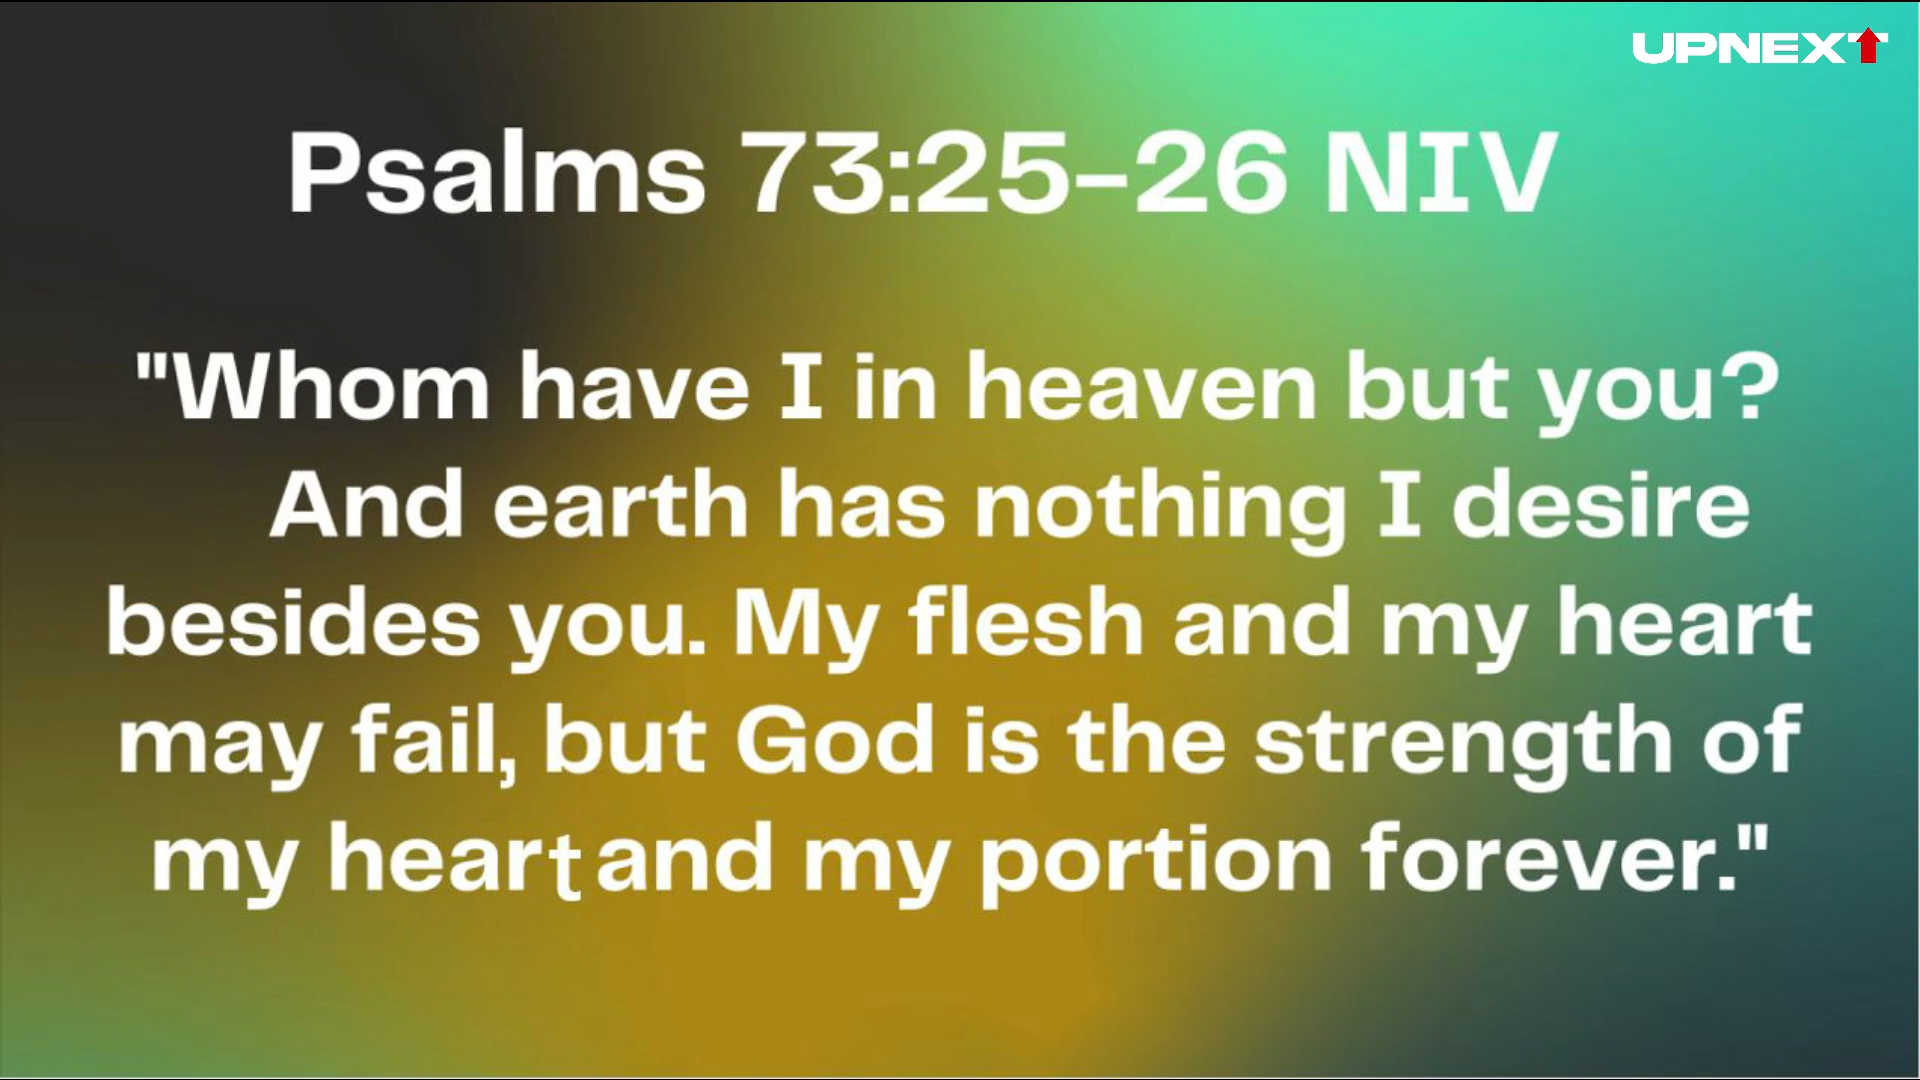 UPNEXT
Psalms 73:25-26 NIV
"Whom have I in heaven but you?
And earth has nothing I desire
besides you. My flesh and my heart
may fail, but God is the strength of
my heart and my portion forever."